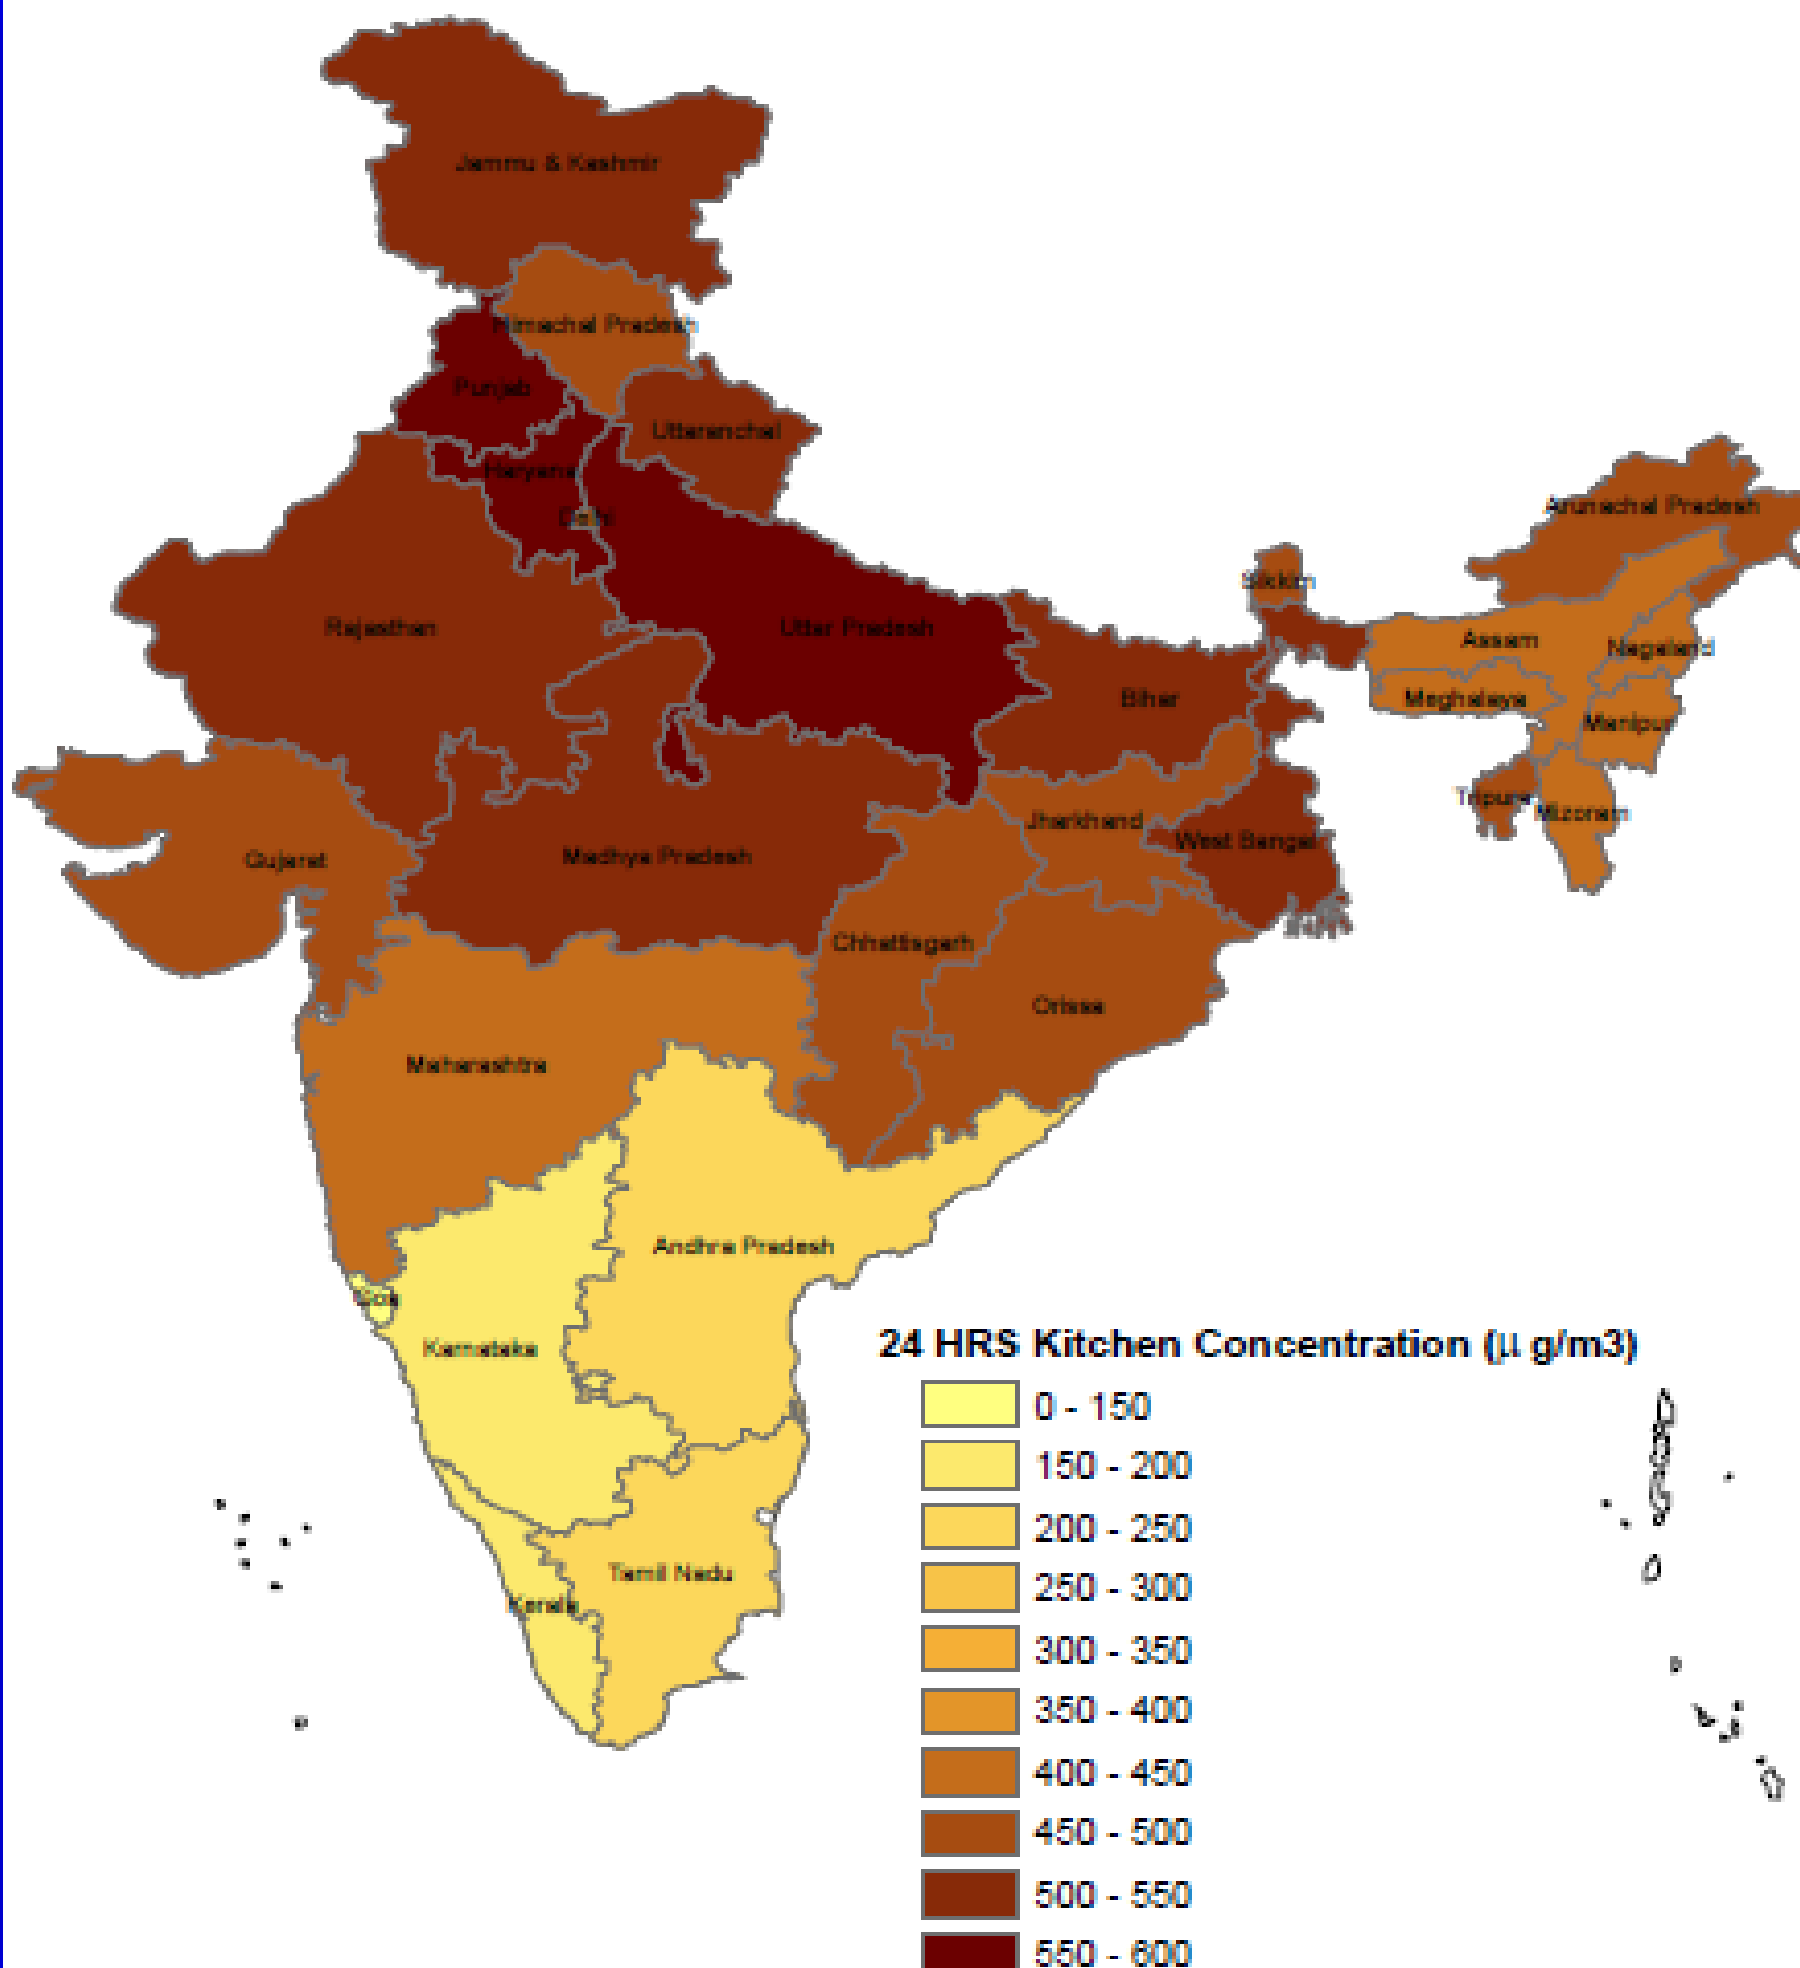 Jammu & Kashmir
Himachal Pradesh
Punjab
Uttaranchal
Haryana
Delhi
Arunachal Pradesh
Sikkim
Rajasthan
Uttar Pradesh
Assam
Nagaland
Bihar
Meghalaya
Manipur
Tripura
Mizoram
Jharkhand
West Bangal
Gujarat
Madhya Pradesh
Chhattisgarh
Orissa
Maharashtra
Andhra Pradesh
Goa
Karnataka
Tamil Nadu
Kerala
24 HRS Kitchen Concentration (µ g/m3)
0 - 150
150 - 200
200 - 250
250 - 300
300 - 350
350 - 400
400 - 450
450 - 500
500 - 550
550 - 600